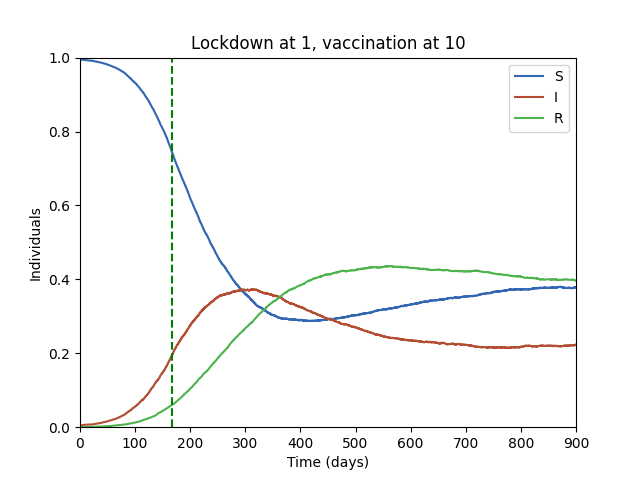 Lockdown at 1, vaccination at 10
Individuals
1.0
0.8
0.6
0.4
0.2
0.0
S
I
R
0 100 200 300 400 500 600 700 800 900
Time (days)